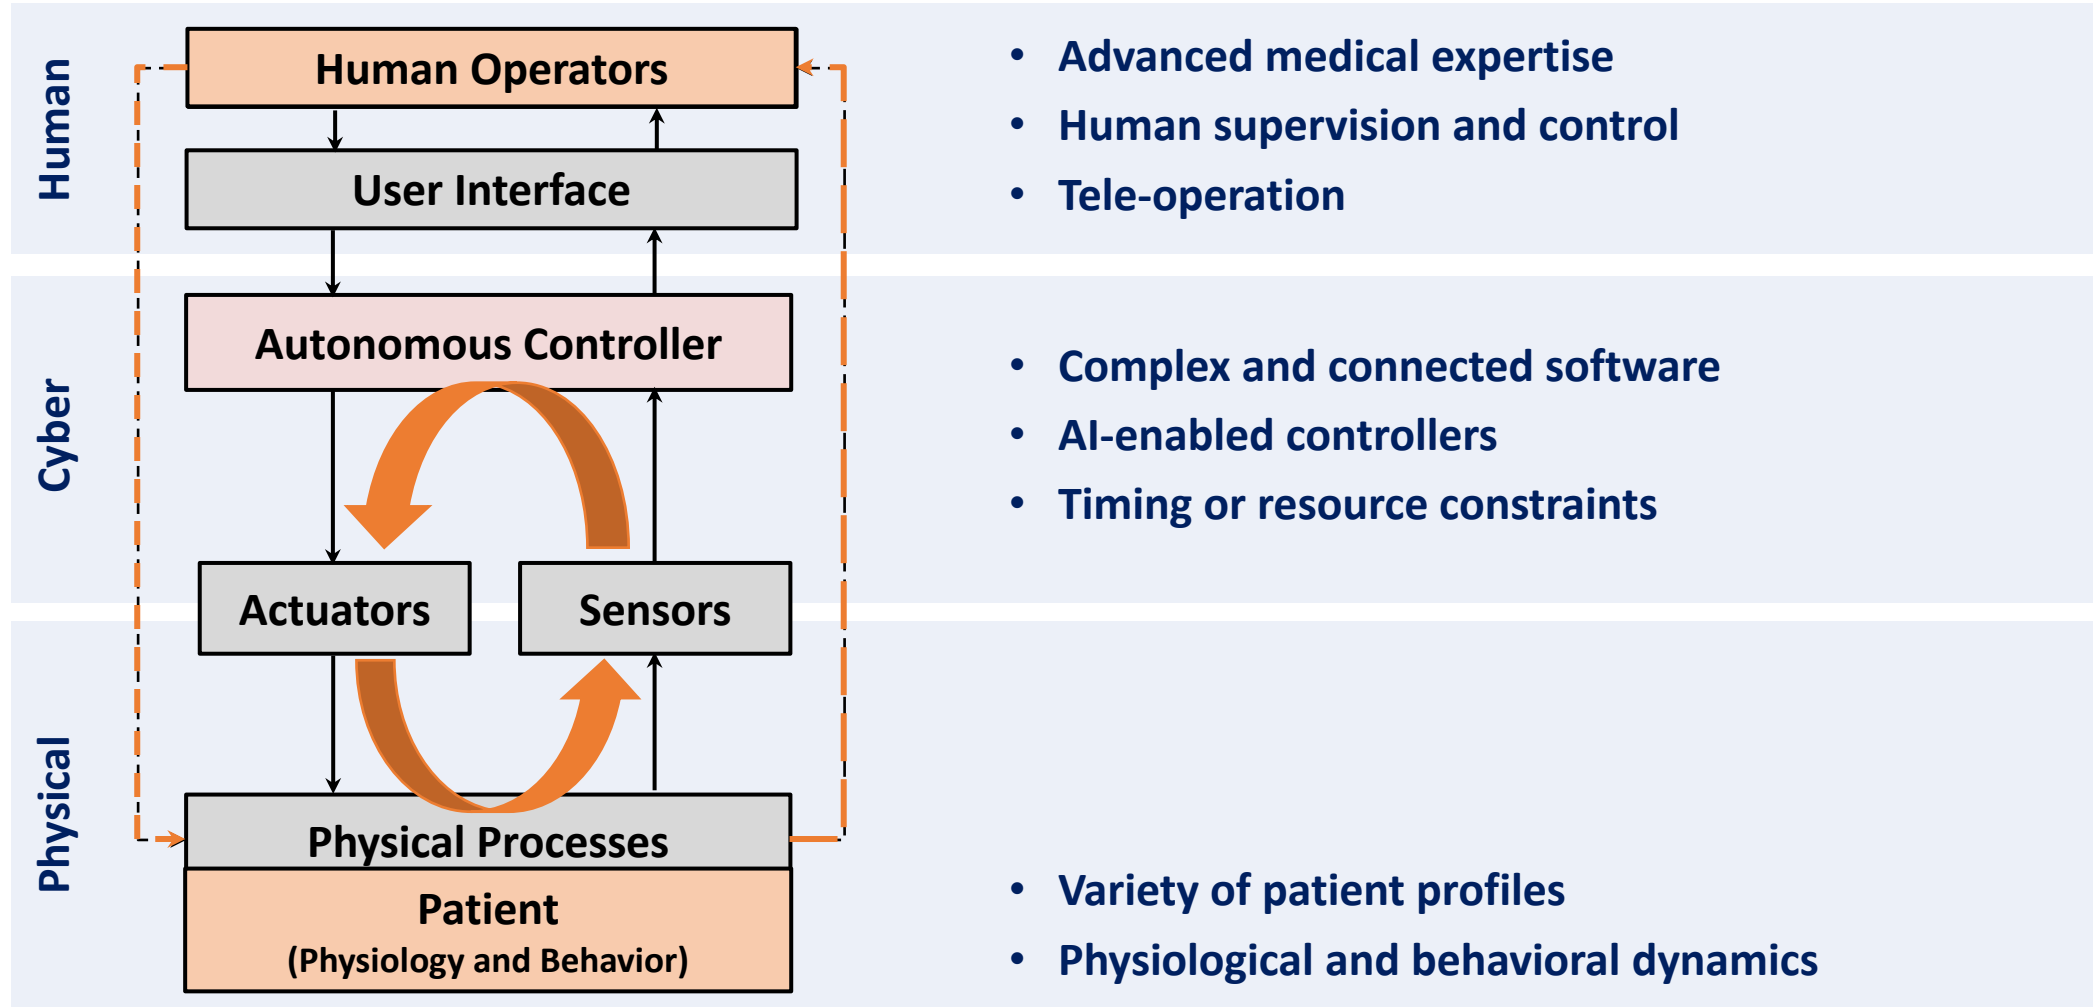 Human
Human Operators
User Interface
• Advanced medical expertise
• Human supervision and control
• Tele-operation
Cyber
Autonomous Controller
Actuators
Sensors
• Complex and connected software
• AI-enabled controllers
• Timing or resource constraints
Physical
Physical Processes
Patient
(Physiology and Behavior)
• Variety of patient profiles
• Physiological and behavioral dynamics